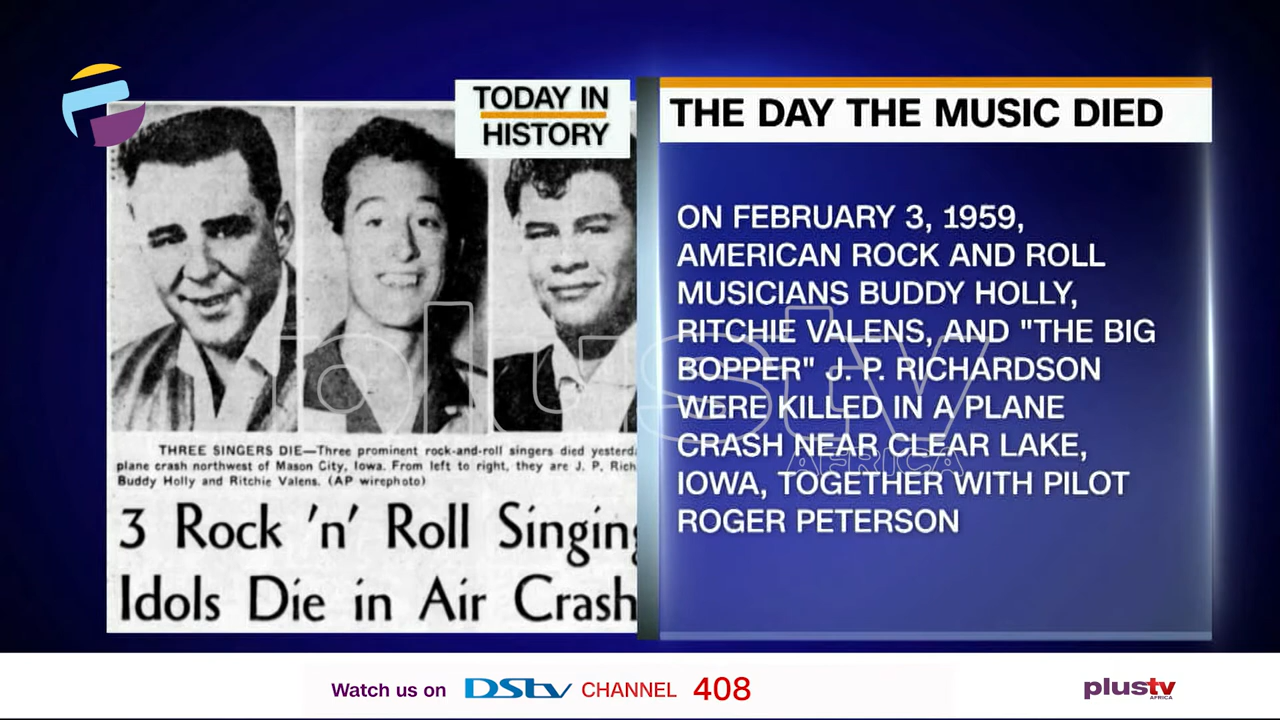 TODAY IN
HISTORY
THE DAY THE MUSIC DIED
ON FEBRUARY 3, 1959,
AMERICAN ROCK AND ROLL
MUSICIANS BUDDY HOLLY,
RITCHIE VALENS, AND "THE BIG
BOPPER" J. P. RICHARDSON
WERE KILLED IN A PLANE
CRASH NEAR CLEAR LAKE,
IOWA, TOGETHER WITH PILOT
ROGER PETERSON
THREE SINGERS DIE—Three prominent rock-and-roll singers died yesterd
plane crash northwest of Mason City, Iowa. From left to right, they are J. P. Rich
Buddy Holly and Ritchie Valens. (AP wirephoto)
3 Rock 'n' Roll Singing
Idols Die in Air Crash
plustv
AFRICA
Watch us on DStv CHANNEL 408
plustv
AFRICA